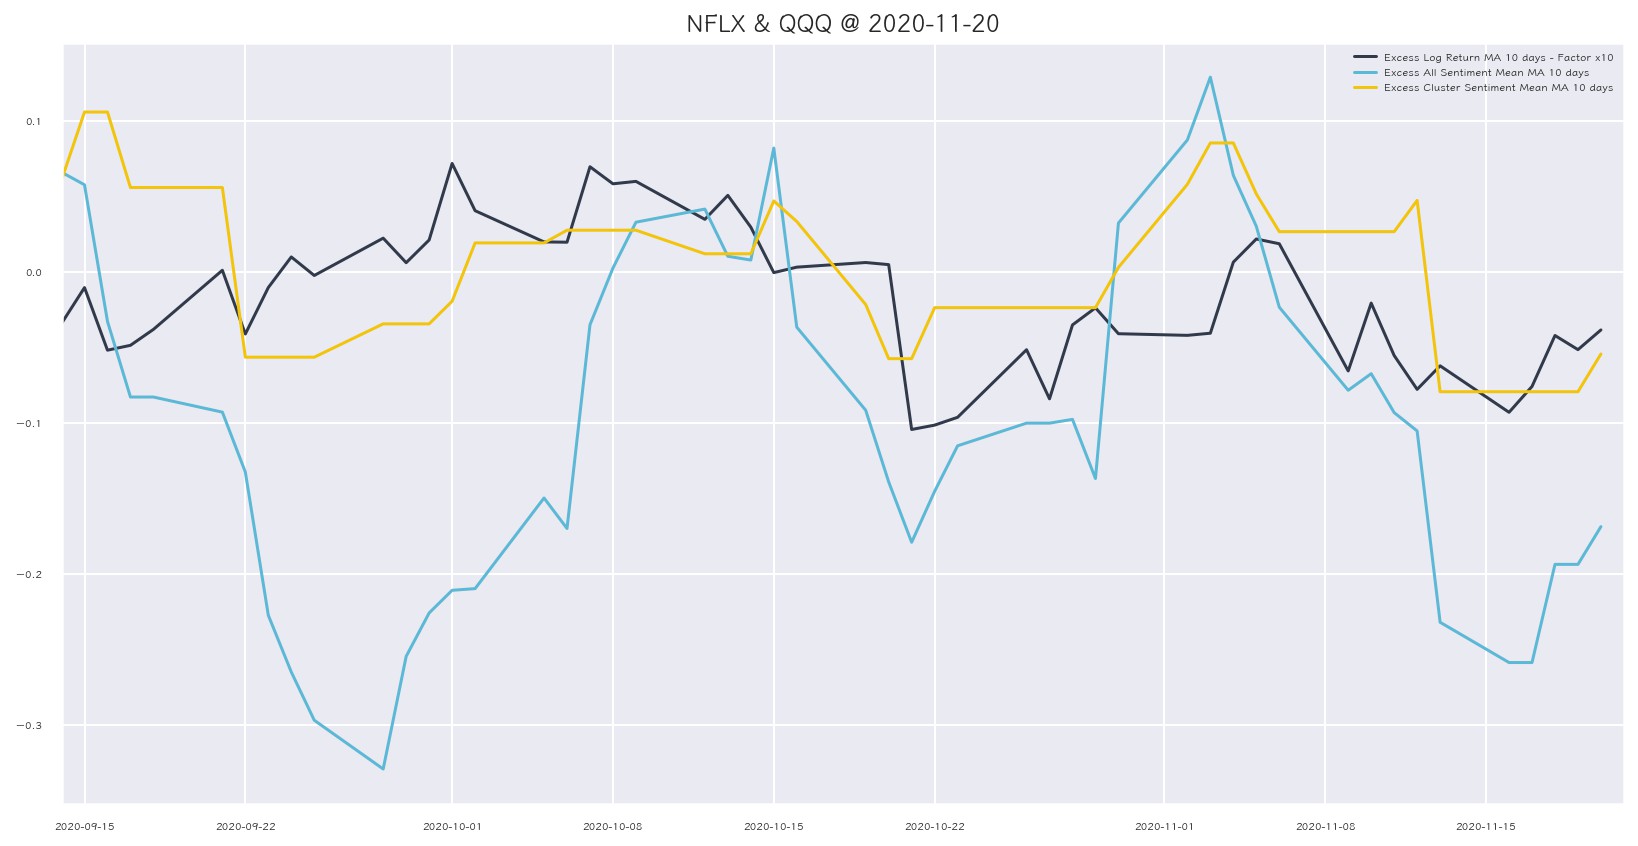 NFLX & QQQ @ 2020-11-20
Excess Log Return MA 10 days - Factor x10
Excess All Sentiment Mean MA 10 days
Excess Cluster Sentiment Mean MA 10 days
0.1
0.0
−0.1
−0.2
−0.3
2020-09-15 2020-09-22 2020-10-01 2020-10-08 2020-10-15 2020-10-22 2020-11-01 2020-11-08 2020-11-15